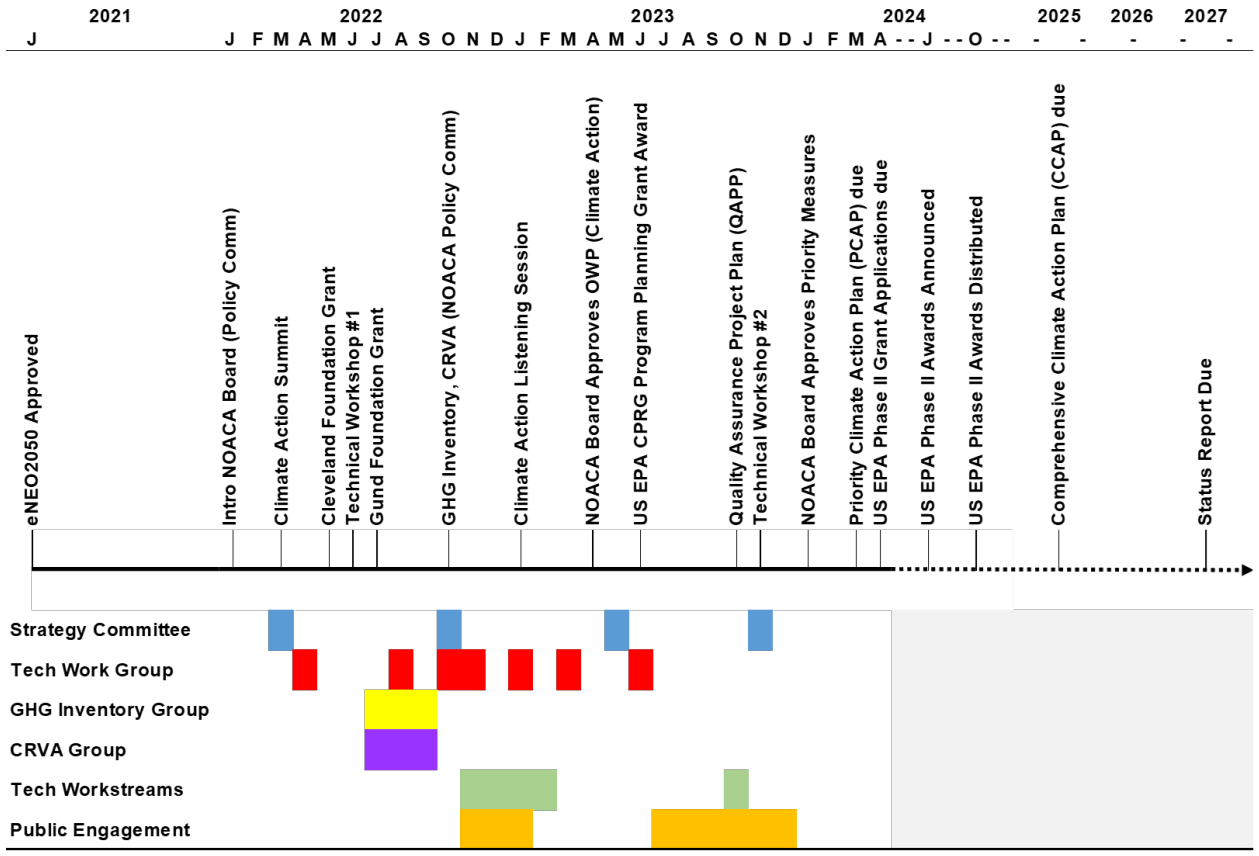 2021 2022 2023 2024 2025 2026 2027
J J F M A M J J A S O N D J F M A M J J A S O N D J F M A - - J - - O - - - - - - -
eNEO2050 Approved
Intro NOACA Board (Policy Comm)
Climate Action Summit
Cleveland Foundation Grant
Technical Workshop #1
Gund Foundation Grant
GHG Inventory, CRVA (NOACA Policy Comm)
Climate Action Listening Session
NOACA Board Approves OWP (Climate Action)
US EPA CPRG Program Planning Grant Award
Quality Assurance Project Plan (QAPP)
Technical Workshop #2
NOACA Board Approves Priority Measures
Priority Climate Action Plan (PCAP) due
US EPA Phase II Grant Applications due
US EPA Phase II Awards Announced
US EPA Phase II Awards Distributed
Comprehensive Climate Action Plan (CCAP) due
Status Report Due
Strategy Committee
Tech Work Group
GHG Inventory Group
CRVA Group
Tech Workstreams
Public Engagement